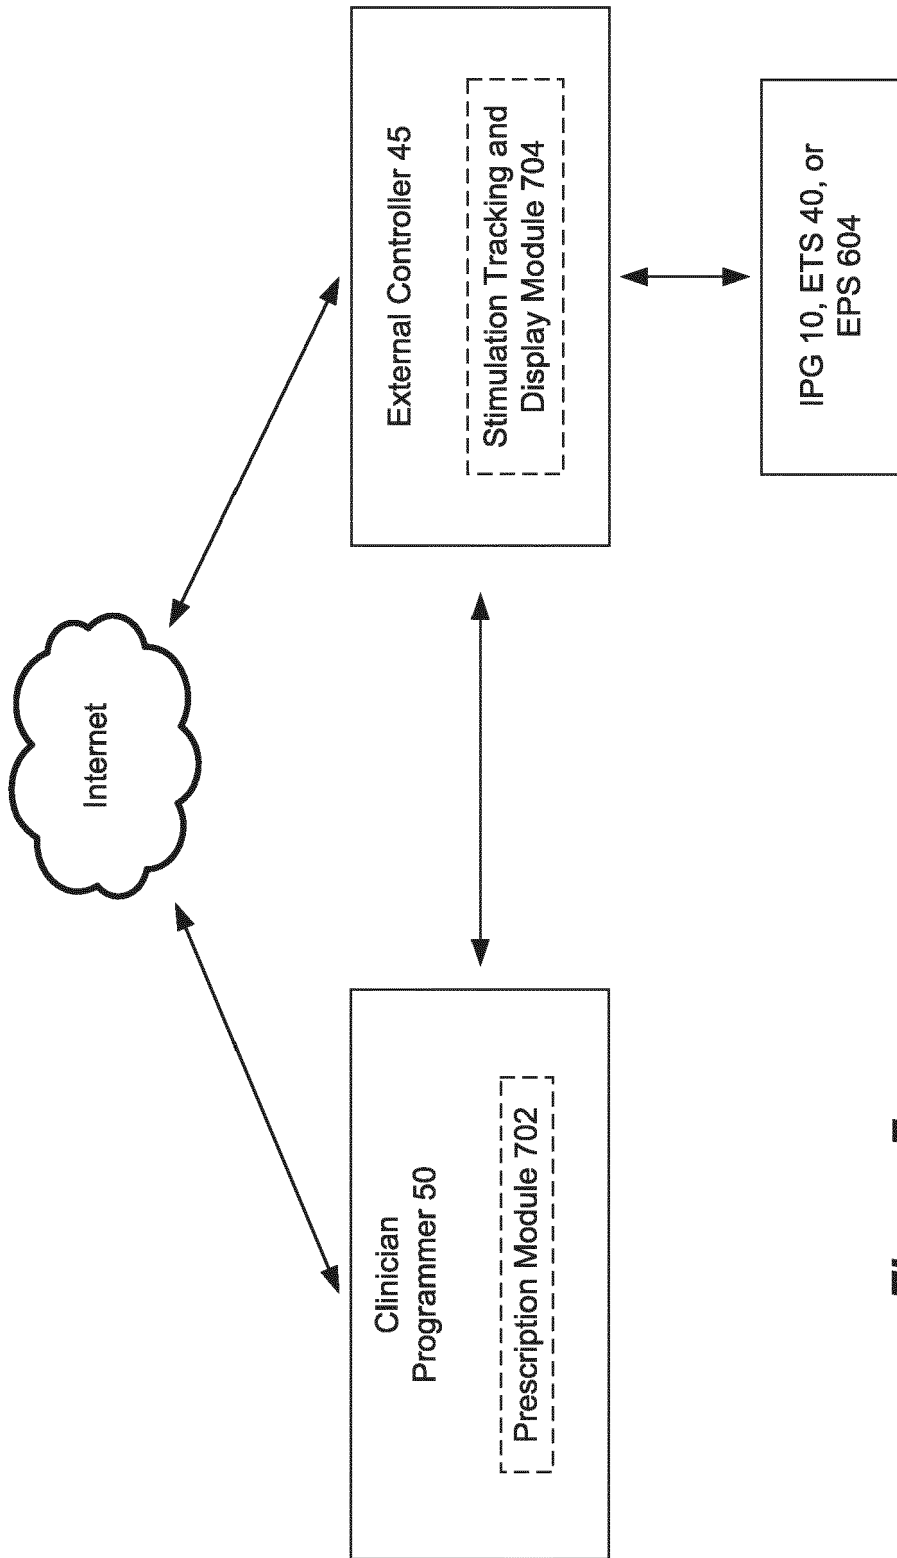 Internet
Clinician
Programmer 50
Prescription Module 702
External Controller 45
Stimulation Tracking and
Display Module 704
IPG 10, ETS 40, or
EPS 604